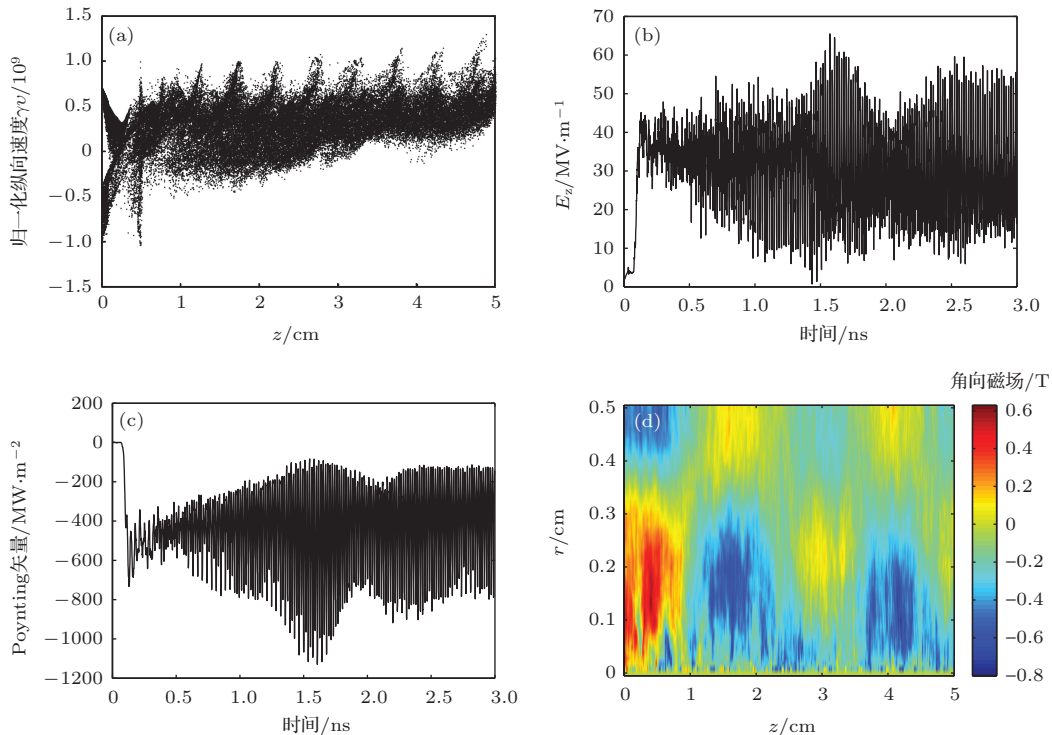 (a)
归一化纵向速度γv/10⁹
1.5
1.0
0.5
0
−0.5
−1.0
−1.5
0 1 2 3 4 5
z/cm
(b)
E_z/MV·m⁻¹
70
60
50
40
30
20
10
0
0 0.5 1.0 1.5 2.0 2.5 3.0
时间/ns
(c)
Poynting矢量/MW·m⁻²
200
0
−200
−400
−600
−800
−1000
−1200
0 0.5 1.0 1.5 2.0 2.5 3.0
时间/ns
角向磁场/T
(d)
r/cm
0.5
0.4
0.3
0.2
0.1
0
0 1 2 3 4 5
z/cm
0.6
0.4
0.2
0
−0.2
−0.4
−0.6
−0.8